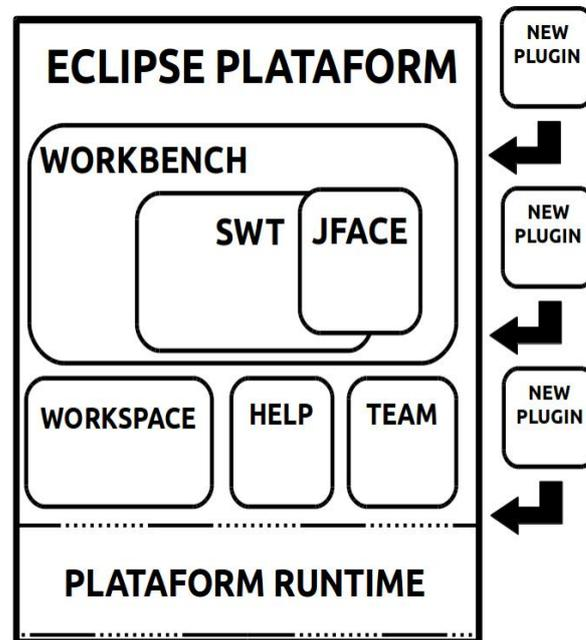 ECLIPSE PLATAFORM
WORKBENCH
SWT
JFACE
WORKSPACE
HELP
TEAM
PLATAFORM RUNTIME
NEW
PLUGIN
NEW
PLUGIN
NEW
PLUGIN